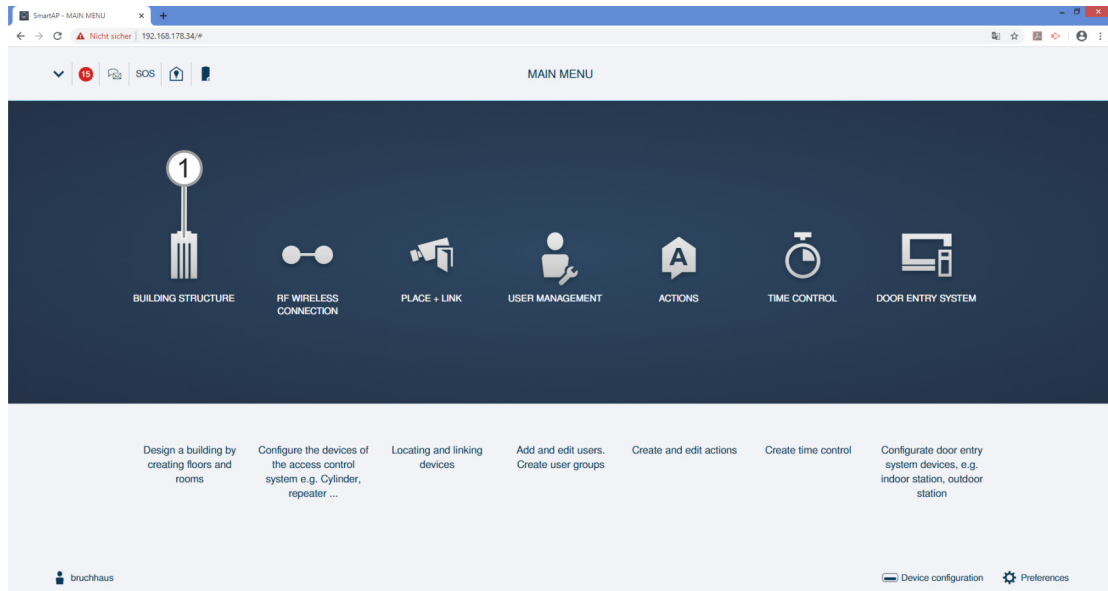 SmartAP - MAIN MENU
Nicht sicher | 192.168.178.34/#
15
SOS
MAIN MENU
1
BUILDING STRUCTURE
RF WIRELESS
CONNECTION
PLACE + LINK
USER MANAGEMENT
A
ACTIONS
TIME CONTROL
DOOR ENTRY SYSTEM
Design a building by
creating floors and
rooms
Configure the devices of
the access control
system e.g. Cylinder,
repeater ...
Locating and linking
devices
Add and edit users.
Create user groups
Create and edit actions
Create time control
Configurate door entry
system devices, e.g.
indoor station, outdoor
station
bruchhaus
Device configuration
Preferences